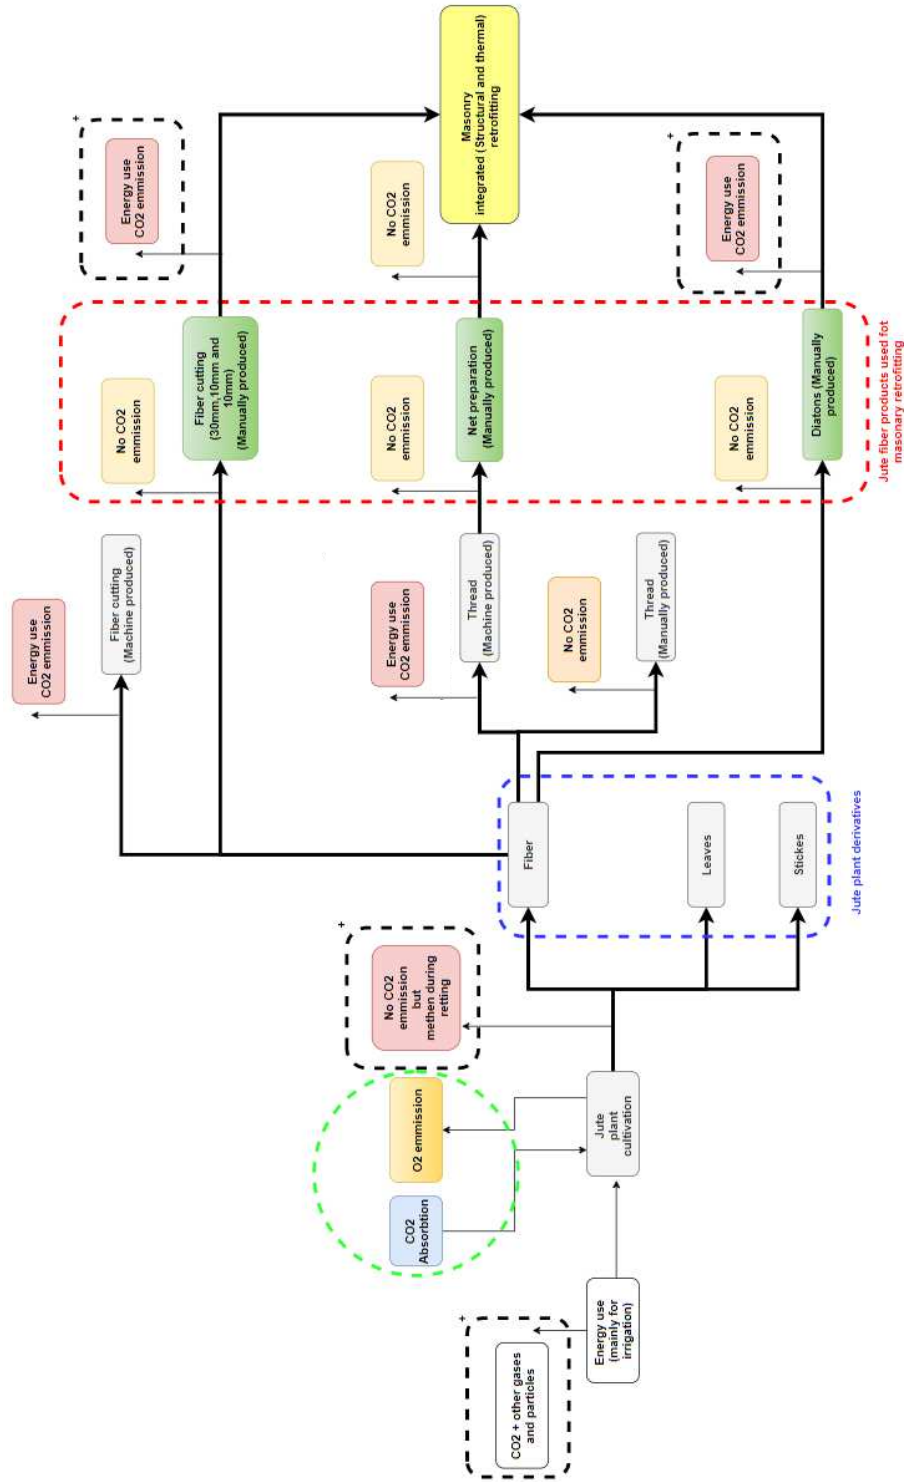 Energy use
CO2 emmission
+
Fiber cutting
(Machine produced)
No CO2
emmission
Energy use
CO2 emmission
Fiber cutting
(30mm,10mm and
10mm)
(Manually produced)
+
CO2
Absorbtion
O2 emmission
No CO2
emmission
but
methen during
retting
Energy use
CO2 emmission
No CO2
emmission
No CO2
emmission
+
Thread
(Machine produced)
Net preparation
(Manually produced)
Masonry
integrated (Structural and thermal)
retrofitting
CO2 + other gases
and particles
Fiber
No CO2
emmission
Energy use
(mainly for
irrigation)
Jute
plant
cultivation
Thread
(Manually produced)
+
Leaves
No CO2
emmission
Energy use
CO2 emmission
Stickes
Diatons (Manually
produced)
Jute plant derivatives
Jute fiber products used fot
masonary retrofitting